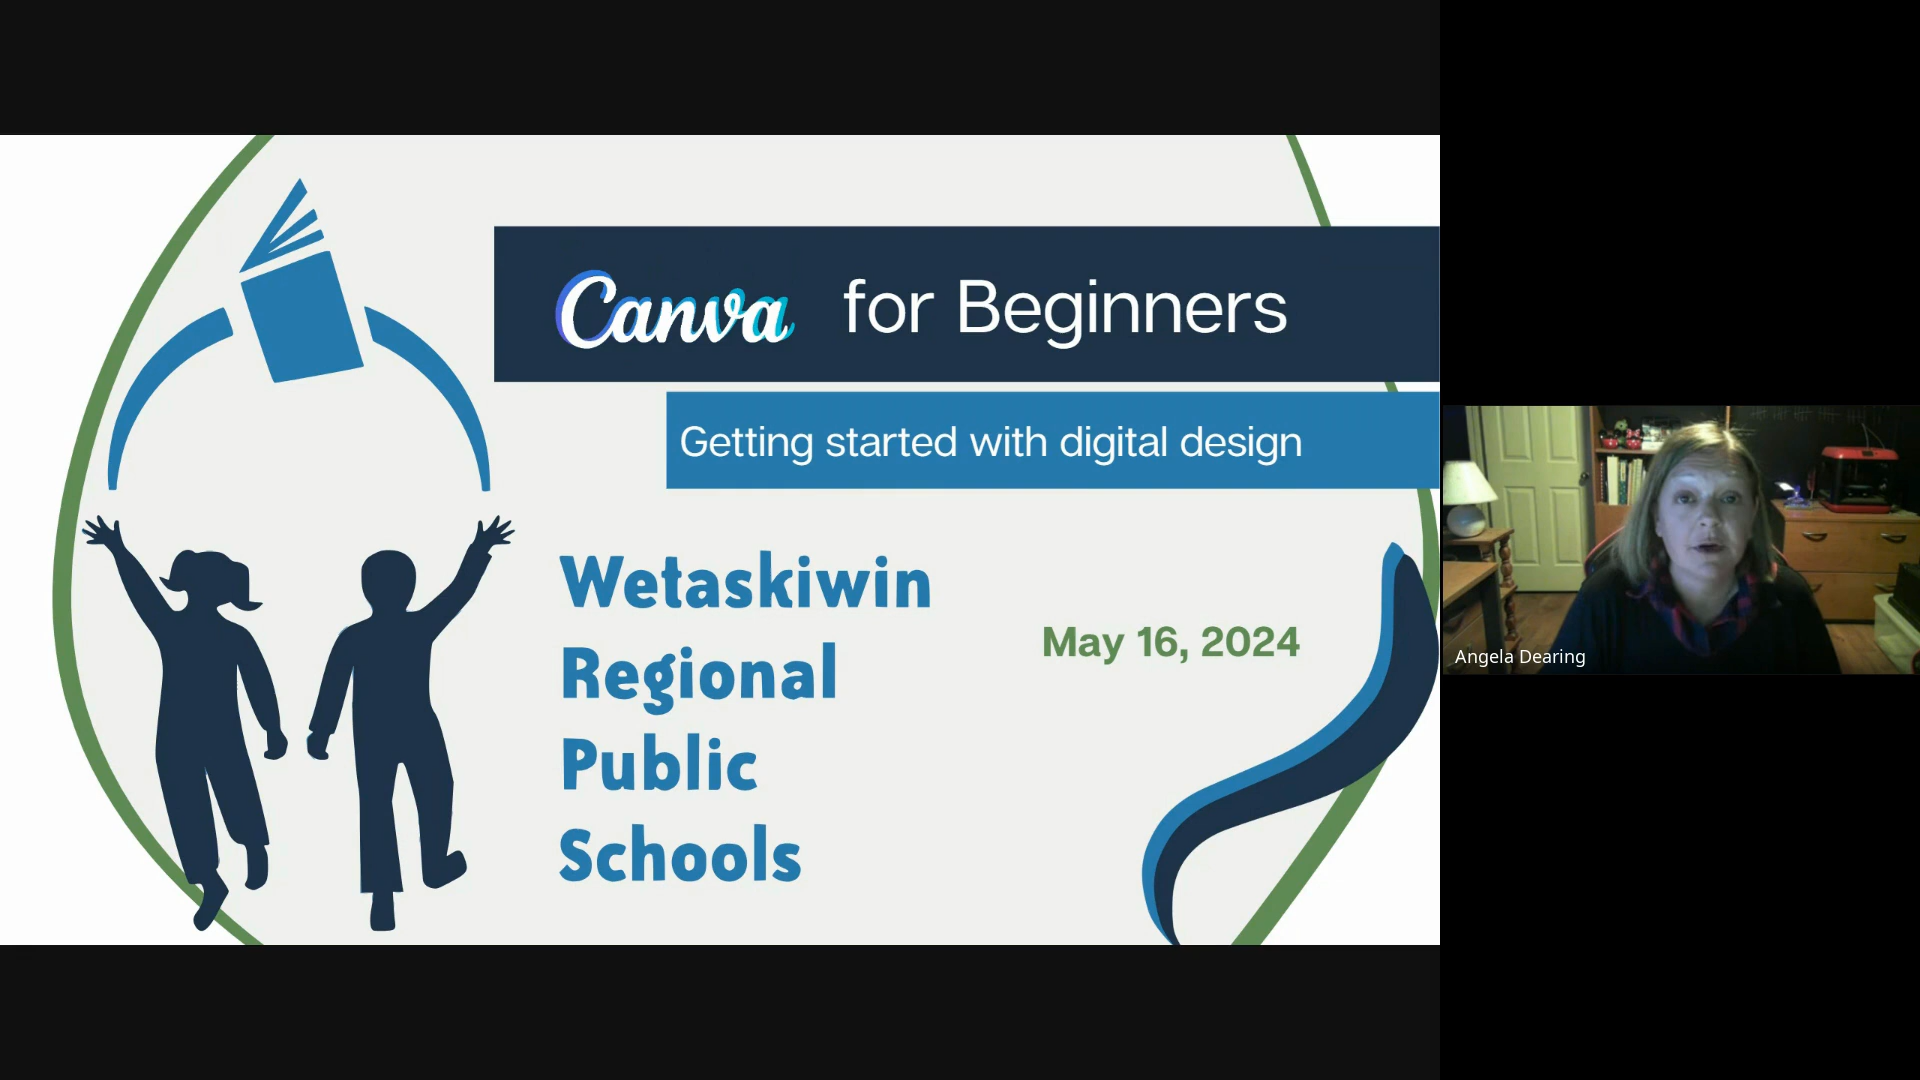 Canva for Beginners
Getting started with digital design
Wetaskiwin
Regional
Public
Schools
May 16, 2024
Angela Dearing